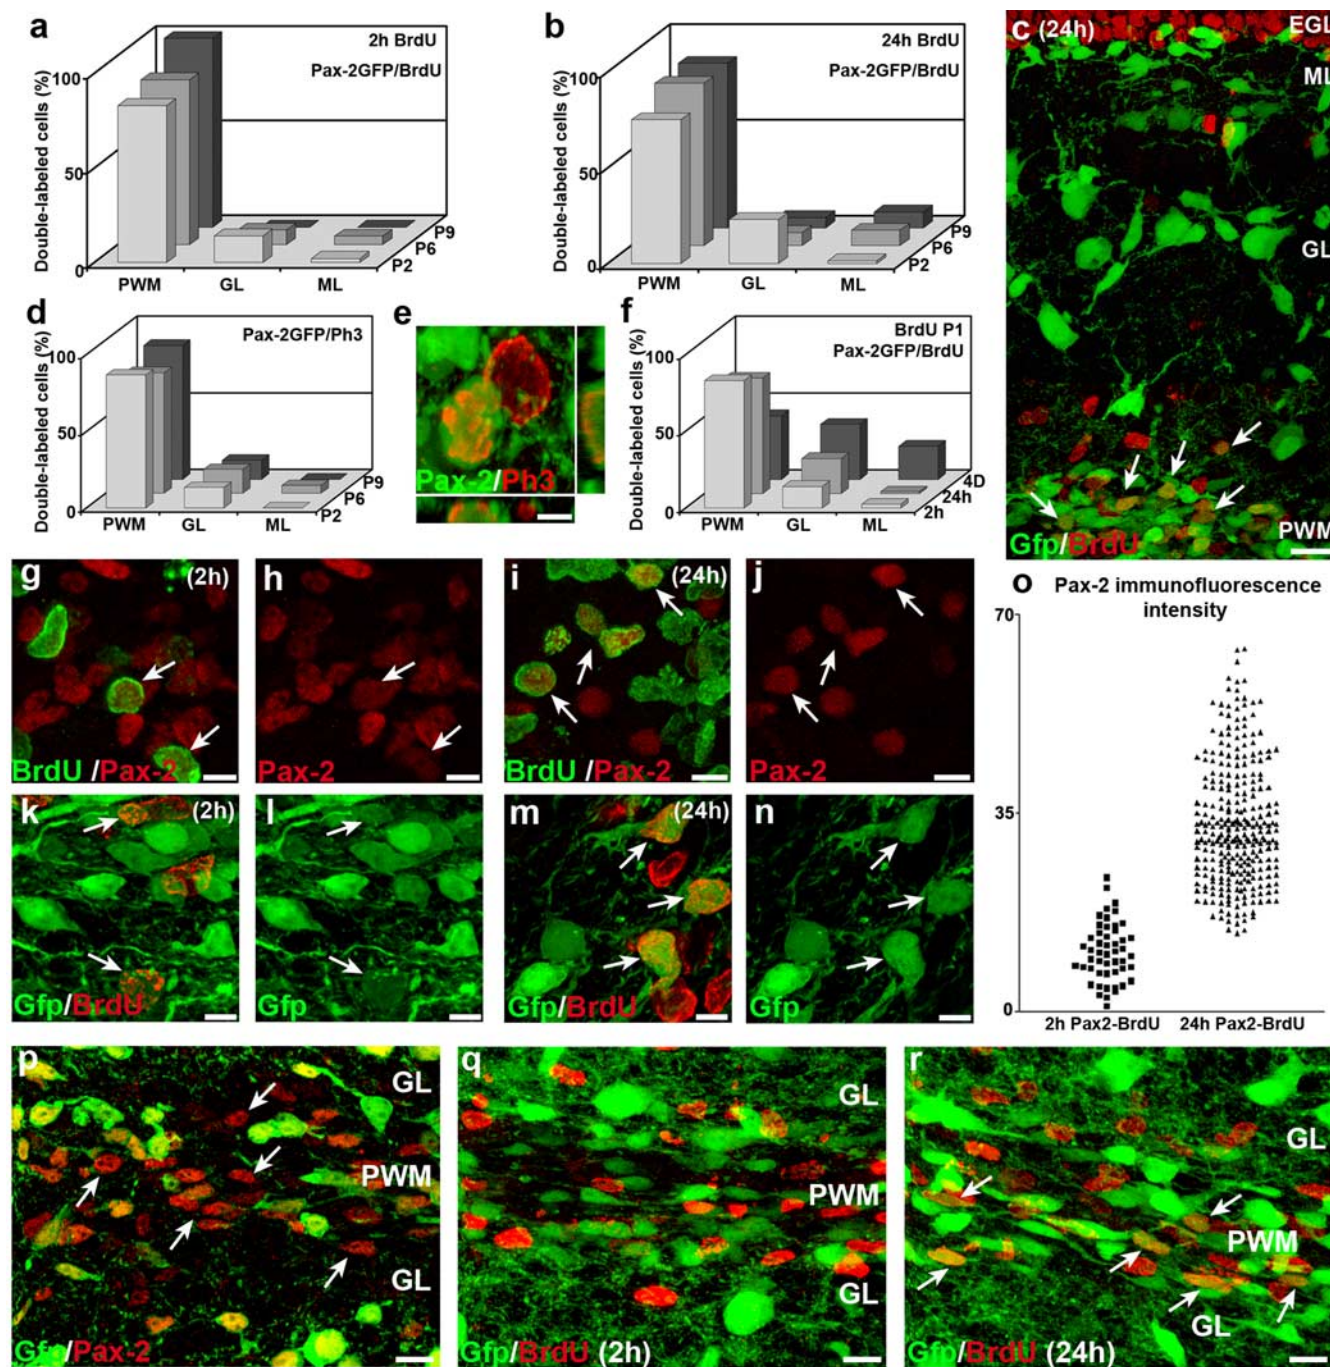 a
2h BrdU
Pax-2GFP/BrdU
Double-labeled cells (%)
100
50
0
PWM
GL
ML
P2
P6
P9
b
24h BrdU
Pax-2GFP/BrdU
Double-labeled cells (%)
100
50
0
PWM
GL
ML
P2
P6
P9
c (24h)
EGL
ML
GL
PWM
Gfp/BrdU
d
Pax-2GFP/Ph3
Double-labeled cells (%)
100
50
0
PWM
GL
ML
P2
P6
P9
e
Pax-2/Ph3
f
BrdU P1
Pax-2GFP/BrdU
Double-labeled cells (%)
100
50
0
PWM
GL
ML
2h
24h
4D
g
(2h)
BrdU /Pax-2
h
Pax-2
i
(24h)
BrdU /Pax-2
j
Pax-2
k
(2h)
Gfp/BrdU
l
Gfp
m
(24h)
Gfp/BrdU
n
Gfp
o
Pax-2 immunofluorescence
intensity
70
35
0
2h Pax2-BrdU
24h Pax2-BrdU
p
GL
PWM
GL
Gfp/Pax-2
q
GL
PWM
GL
Gfp/BrdU (2h)
r
GL
PWM
GL
Gfp/BrdU (24h)